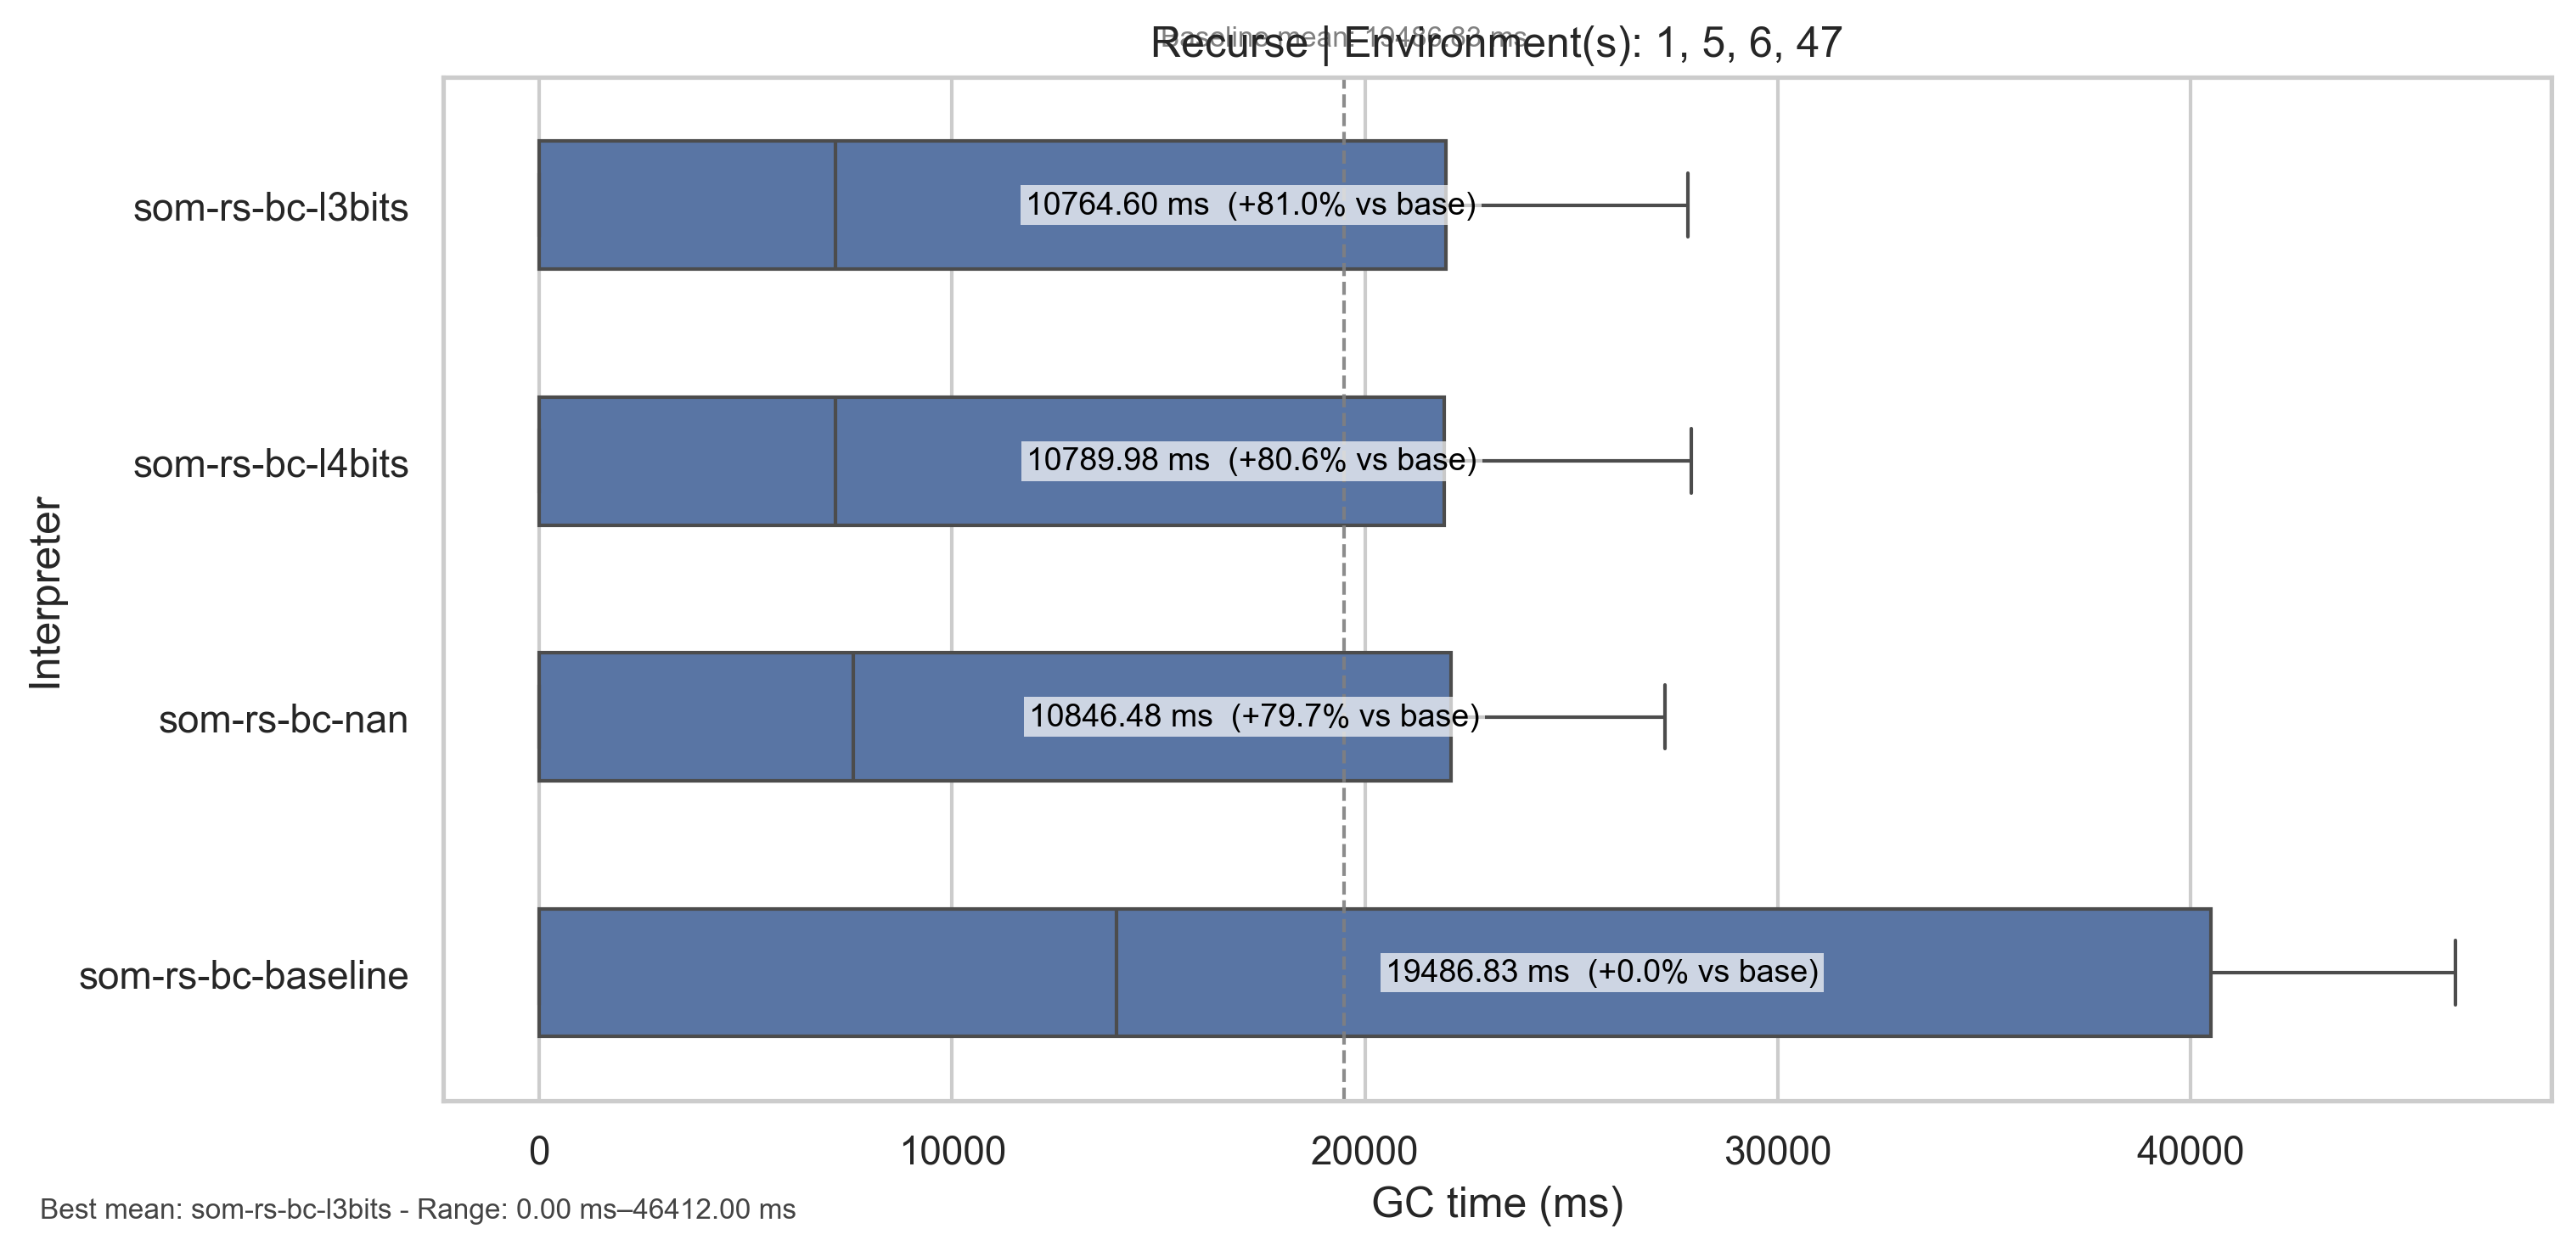 Baseline mean: 19486.83 ms
Recurse | Environment(s): 1, 5, 6, 47
som-rs-bc-l3bits
10764.60 ms (+81.0% vs base)
som-rs-bc-l4bits
10789.98 ms (+80.6% vs base)
Interpreter
som-rs-bc-nan
10846.48 ms (+79.7% vs base)
som-rs-bc-baseline
19486.83 ms (+0.0% vs base)
0 10000 20000 30000 40000
GC time (ms)
Best mean: som-rs-bc-l3bits - Range: 0.00 ms–46412.00 ms